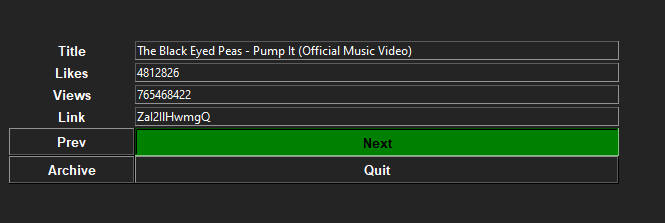 Title The Black Eyed Peas - Pump It (Official Music Video)
Likes 4812826
Views 765468422
Link ZaI2IlHwmgQ
Prev Next
Archive Quit